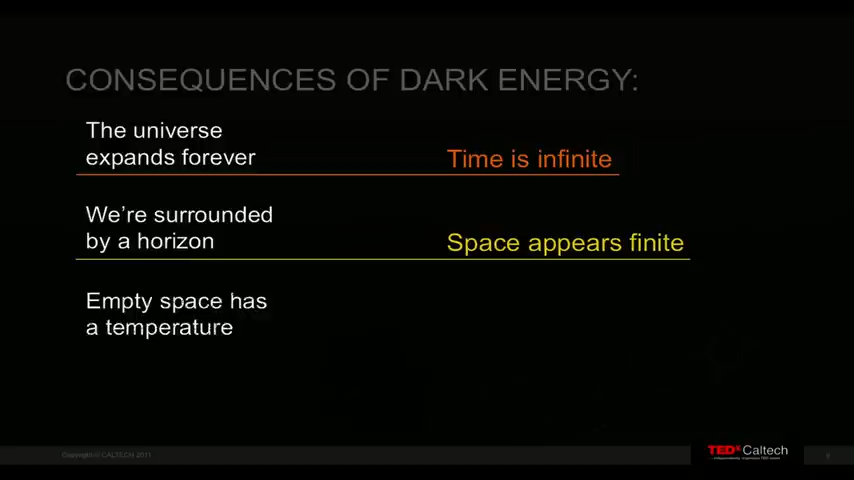 CONSEQUENCES OF DARK ENERGY:
The universe
expands forever
Time is infinite
We're surrounded
by a horizon
Space appears finite
Empty space has
a temperature
Copyright © CALTECH 2011
TEDx Caltech